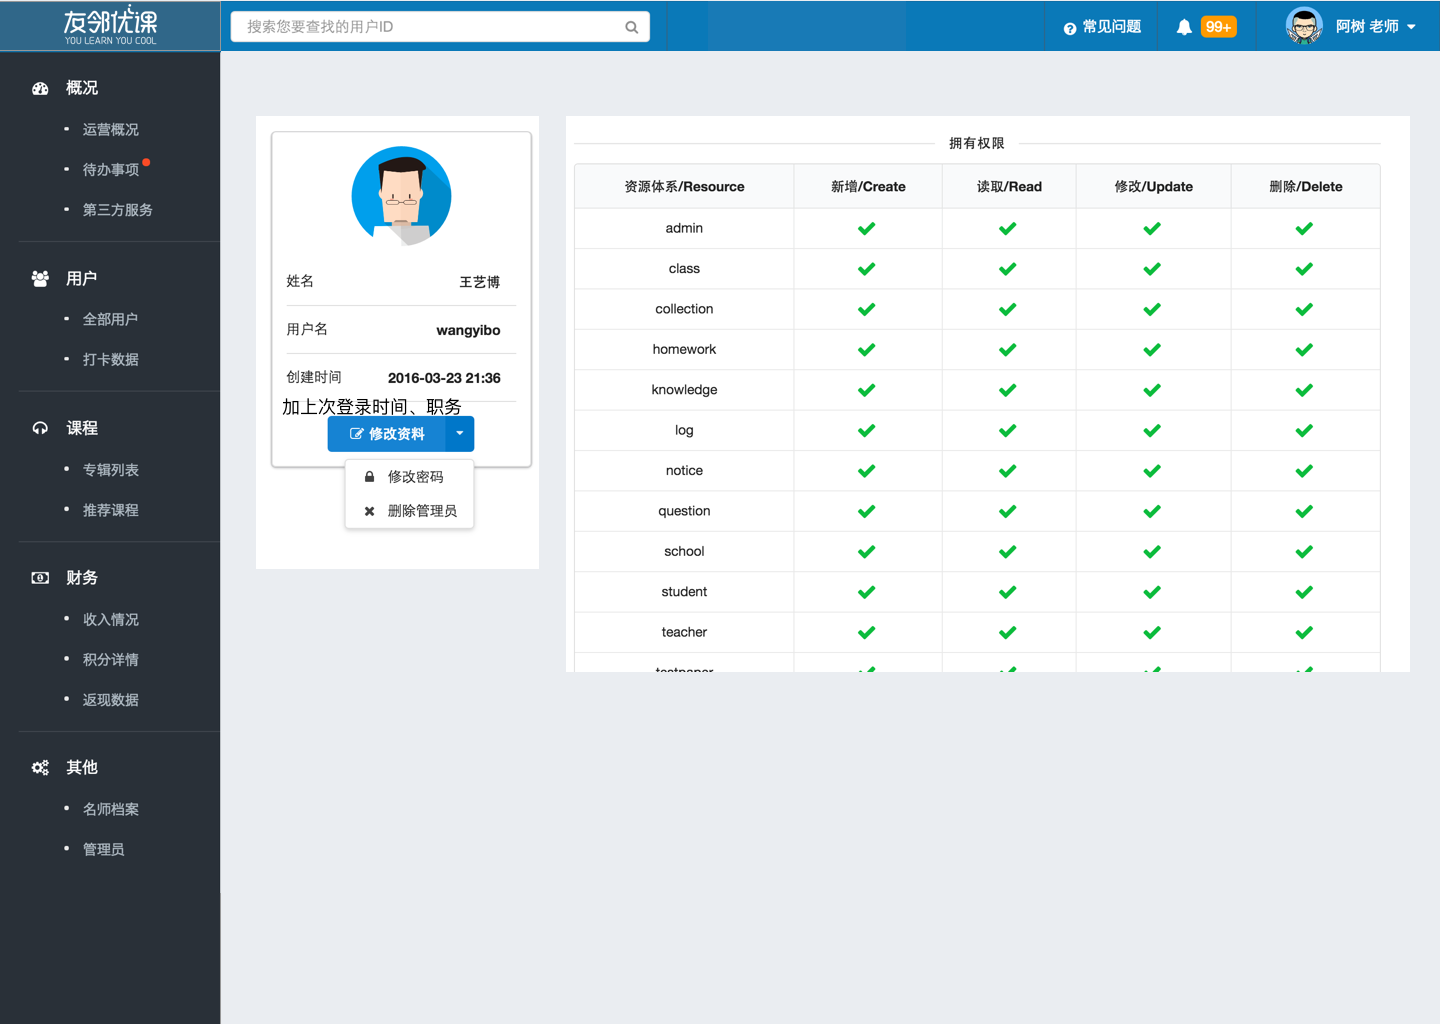 友邻优课
YOU LEARN YOU COOL
搜索您要查找的用户ID
常见问题
99+
阿树 老师
概况
运营概况
待办事项
第三方服务
用户
全部用户
打卡数据
课程
专辑列表
推荐课程
财务
收入情况
积分详情
返现数据
其他
名师档案
管理员
姓名 王艺博
用户名 wangyibo
创建时间 2016-03-23 21:36
加上次登录时间、职务
修改资料
修改密码
删除管理员
拥有权限
资源体系/Resource 新增/Create 读取/Read 修改/Update 删除/Delete
admin
class
collection
homework
knowledge
log
notice
question
school
student
teacher
testpaper